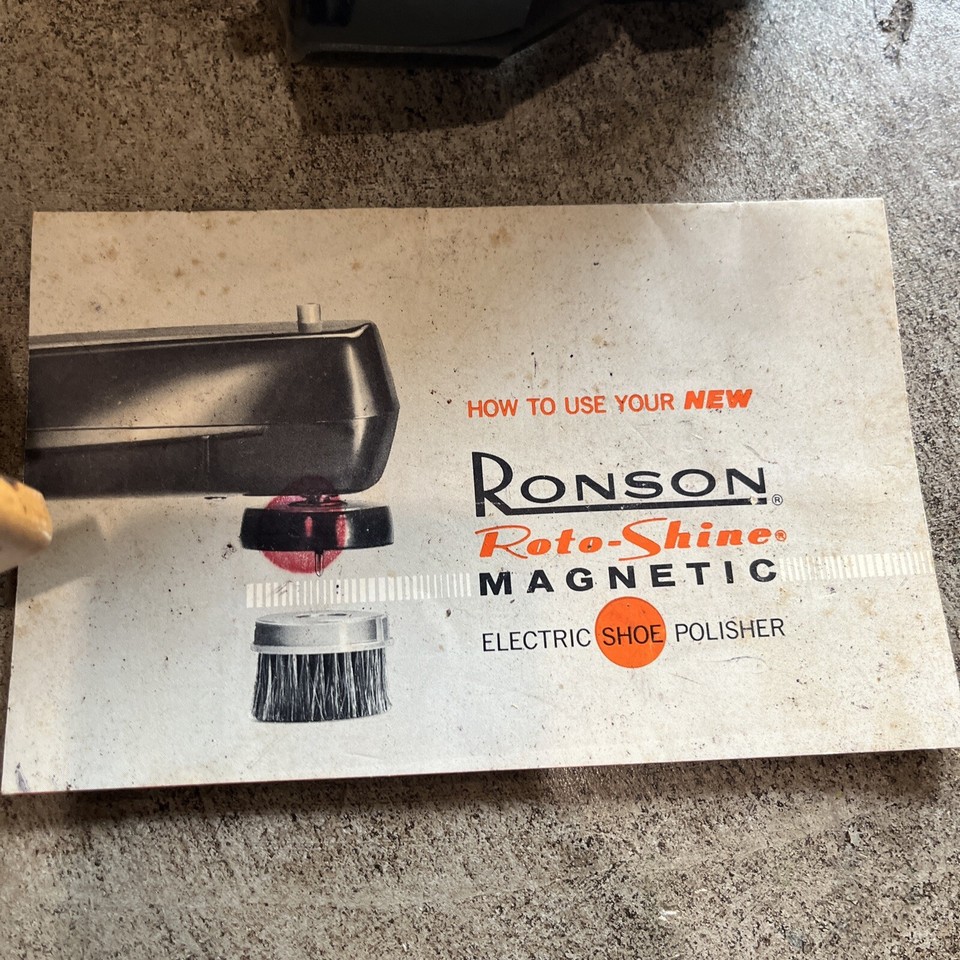 HOW TO USE YOUR NEW
RONSON®
Roto-Shine®
MAGNETIC
ELECTRIC SHOE POLISHER